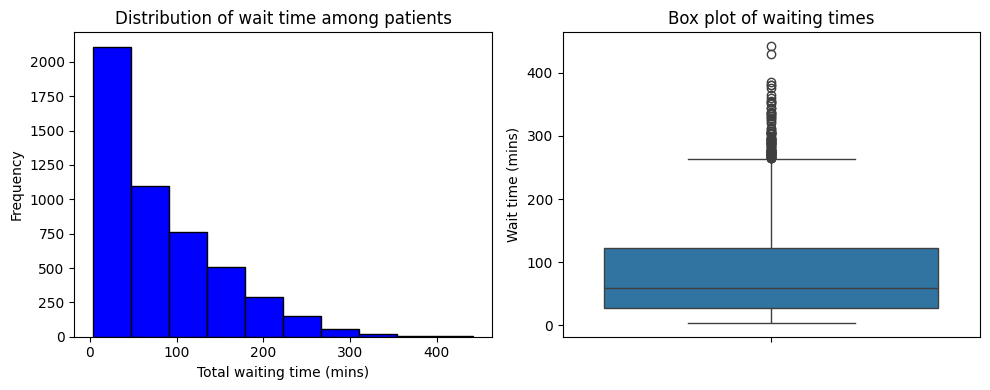 Distribution of wait time among patients
Frequency
2000
1750
1500
1250
1000
750
500
250
0
0 100 200 300 400
Total waiting time (mins)
Box plot of waiting times
Wait time (mins)
400
300
200
100
0